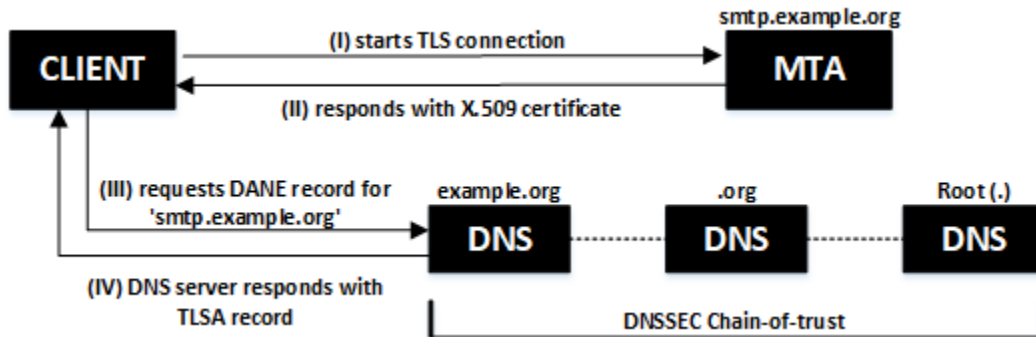 smtp.example.org
(I) starts TLS connection
CLIENT
MTA
(II) responds with X.509 certificate
(III) requests DANE record for
'smtp.example.org'
example.org
.org
Root (.)
DNS
DNS
DNS
(IV) DNS server responds with
TLSA record
DNSSEC Chain-of-trust